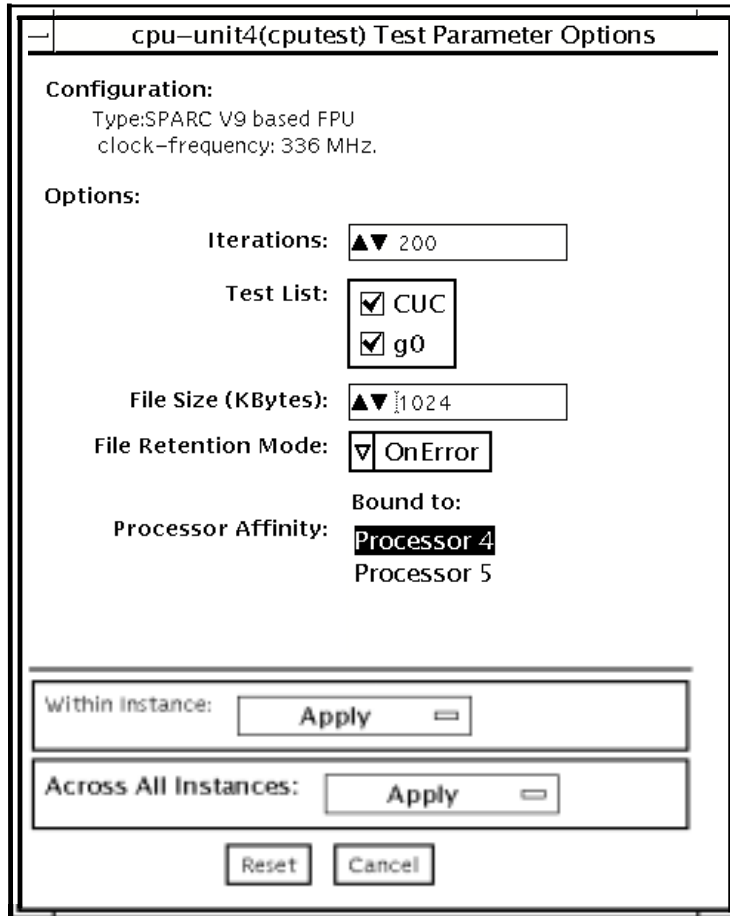 cpu–unit4(cputest) Test Parameter Options
Configuration:
Type:SPARC V9 based FPU
clock–frequency: 336 MHz.
Options:
Iterations: 200
Test List:
CUC
g0
File Size (KBytes): 1024
File Retention Mode: OnError
Bound to:
Processor Affinity:
Processor 4
Processor 5
Within Instance: Apply
Across All Instances: Apply
Reset Cancel